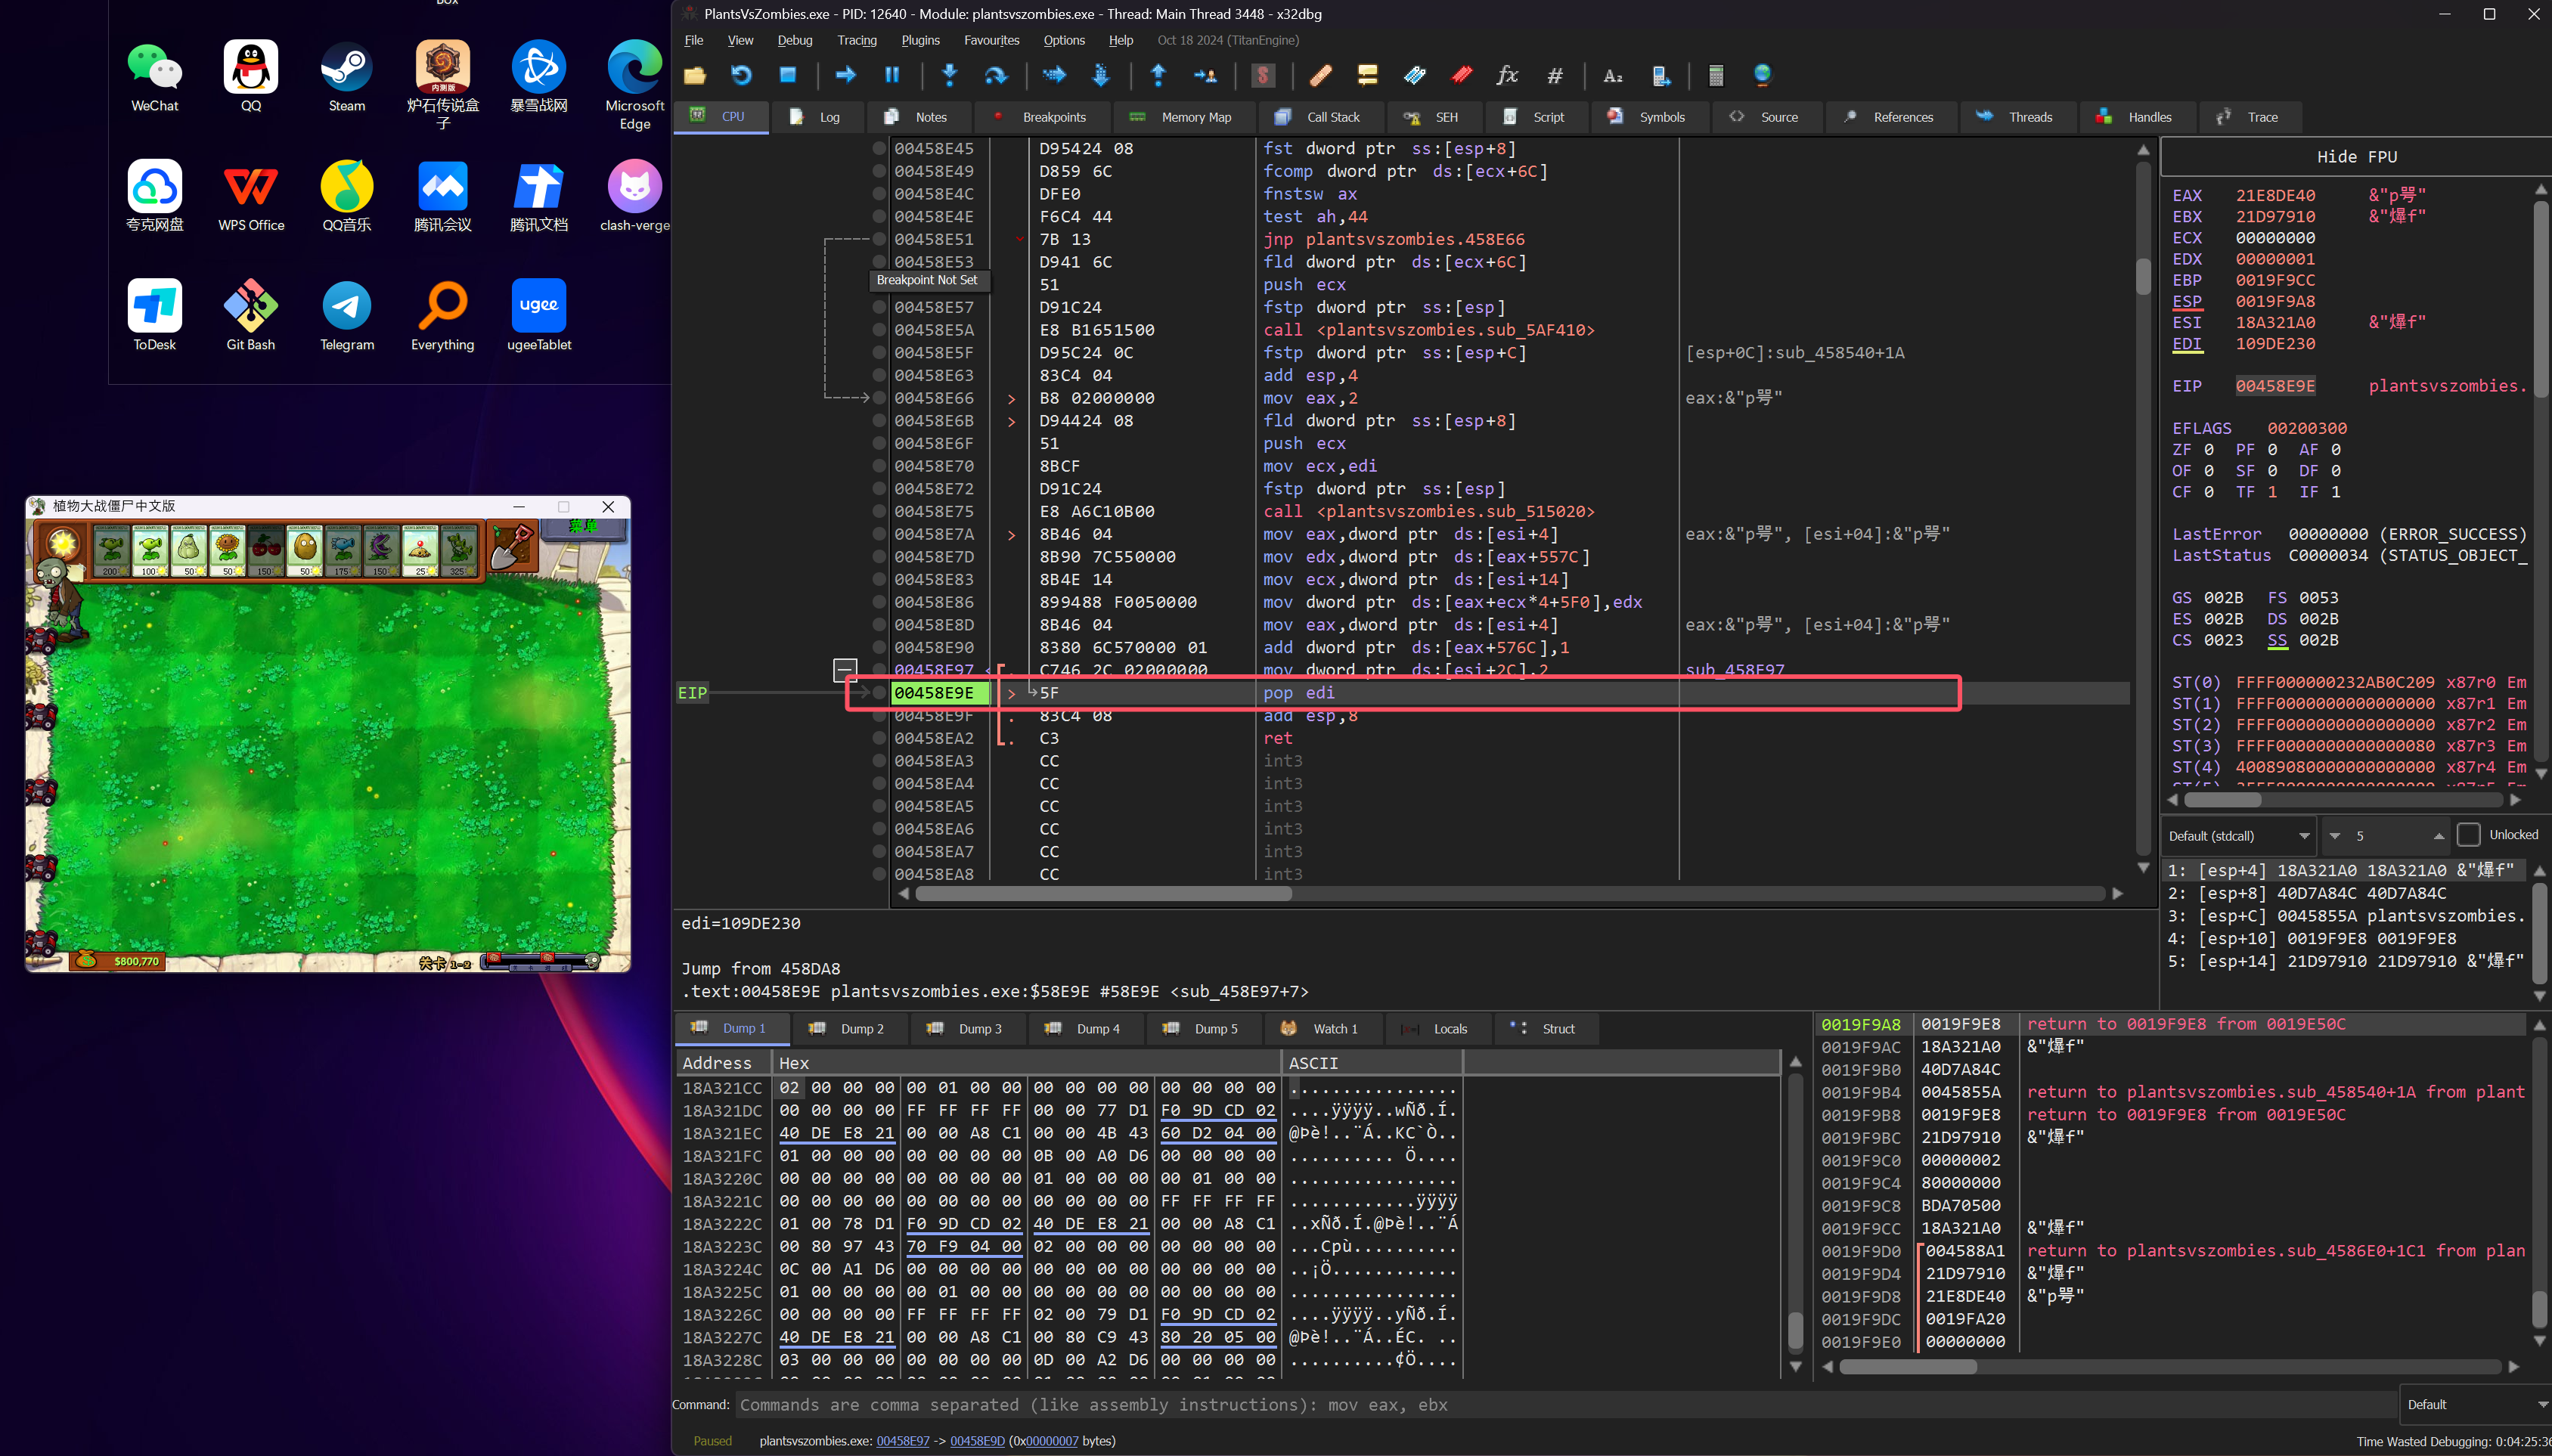 Box
WeChat
QQ
Steam
炉石传说盒子
暴雪战网
Microsoft Edge
夸克网盘
WPS Office
QQ音乐
腾讯会议
腾讯文档
clash-verge
ToDesk
Git Bash
Telegram
Everything
ugeeTablet
植物大战僵尸中文版
菜单
200 100 50 50 150 50 175 150 25 325
$800,770
关卡 1-2
PlantsVsZombies.exe - PID: 12640 - Module: plantsvszombies.exe - Thread: Main Thread 3448 - x32dbg
File View Debug Tracing Plugins Favourites Options Help Oct 18 2024 (TitanEngine)
CPU Log Notes Breakpoints Memory Map Call Stack SEH Script Symbols Source References Threads Handles Trace
00458E45 D95424 08 fst dword ptr ss:[esp+8]
00458E49 D859 6C fcomp dword ptr ds:[ecx+6C]
00458E4C DFE0 fnstsw ax
00458E4E F6C4 44 test ah,44
00458E51 7B 13 jnp plantsvszombies.458E66
00458E53 D941 6C fld dword ptr ds:[ecx+6C]
Breakpoint Not Set 51 push ecx
00458E57 D91C24 fstp dword ptr ss:[esp]
00458E5A E8 B1651500 call <plantsvszombies.sub_5AF410>
00458E5F D95C24 0C fstp dword ptr ss:[esp+C] [esp+0C]:sub_458540+1A
00458E63 83C4 04 add esp,4
00458E66 > B8 02000000 mov eax,2 eax:&"p咢"
00458E6B > D94424 08 fld dword ptr ss:[esp+8]
00458E6F 51 push ecx
00458E70 8BCF mov ecx,edi
00458E72 D91C24 fstp dword ptr ss:[esp]
00458E75 E8 A6C10B00 call <plantsvszombies.sub_515020>
00458E7A > 8B46 04 mov eax,dword ptr ds:[esi+4] eax:&"p咢", [esi+04]:&"p咢"
00458E7D 8B90 7C550000 mov edx,dword ptr ds:[eax+557C]
00458E83 8B4E 14 mov ecx,dword ptr ds:[esi+14]
00458E86 899488 F0050000 mov dword ptr ds:[eax+ecx*4+5F0],edx
00458E8D 8B46 04 mov eax,dword ptr ds:[esi+4] eax:&"p咢", [esi+04]:&"p咢"
00458E90 8380 6C570000 01 add dword ptr ds:[eax+576C],1
00458E97 C746 2C 02000000 mov dword ptr ds:[esi+2C],2 sub_458E97
EIP 00458E9E > 5F pop edi
00458E9F . 83C4 08 add esp,8
00458EA2 . C3 ret
00458EA3 CC int3
00458EA4 CC int3
00458EA5 CC int3
00458EA6 CC int3
00458EA7 CC int3
00458EA8 CC int3
edi=109DE230
Jump from 458DA8
.text:00458E9E plantsvszombies.exe:$58E9E #58E9E <sub_458E97+7>
Hide FPU
EAX 21E8DE40 &"p咢"
EBX 21D97910 &"爆f"
ECX 00000000
EDX 00000001
EBP 0019F9CC
ESP 0019F9A8
ESI 18A321A0 &"爆f"
EDI 109DE230
EIP 00458E9E plantsvszombies.
EFLAGS 00200300
ZF 0 PF 0 AF 0
OF 0 SF 0 DF 0
CF 0 TF 1 IF 1
LastError 00000000 (ERROR_SUCCESS)
LastStatus C0000034 (STATUS_OBJECT_
GS 002B FS 0053
ES 002B DS 002B
CS 0023 SS 002B
ST(0) FFFF000000232AB0C209 x87r0 Em
ST(1) FFFF0000000000000000 x87r1 Em
ST(2) FFFF0000000000000000 x87r2 Em
ST(3) FFFF0000000000000080 x87r3 Em
ST(4) 40089080000000000000 x87r4 Em
Default (stdcall) 5 Unlocked
1: [esp+4] 18A321A0 18A321A0 &"爆f"
2: [esp+8] 40D7A84C 40D7A84C
3: [esp+C] 0045855A plantsvszombies.
4: [esp+10] 0019F9E8 0019F9E8
5: [esp+14] 21D97910 21D97910 &"爆f"
Dump 1 Dump 2 Dump 3 Dump 4 Dump 5 Watch 1 Locals Struct
Address Hex ASCII
18A321CC 02 00 00 00 00 01 00 00 00 00 00 00 00 00 00 00 ................
18A321DC 00 00 00 00 FF FF FF FF 00 00 77 D1 F0 9D CD 02 ....ÿÿÿÿ..wÑð.Í.
18A321EC 40 DE E8 21 00 00 A8 C1 00 00 4B 43 60 D2 04 00 @Þè!..¨Á..KC`Ò..
18A321FC 01 00 00 00 00 00 00 00 0B 00 A0 D6 00 00 00 00 .......... Ö....
18A3220C 00 00 00 00 00 00 00 00 01 00 00 00 00 01 00 00 ................
18A3221C 00 00 00 00 00 00 00 00 00 00 00 00 FF FF FF FF ............ÿÿÿÿ
18A3222C 01 00 78 D1 F0 9D CD 02 40 DE E8 21 00 00 A8 C1 ..xÑð.Í.@Þè!..¨Á
18A3223C 00 80 97 43 70 F9 04 00 02 00 00 00 00 00 00 00 ...Cpù..........
18A3224C 0C 00 A1 D6 00 00 00 00 00 00 00 00 00 00 00 00 ..¡Ö............
18A3225C 01 00 00 00 00 01 00 00 00 00 00 00 00 00 00 00 ................
18A3226C 00 00 00 00 FF FF FF FF 02 00 79 D1 F0 9D CD 02 ....ÿÿÿÿ..yÑð.Í.
18A3227C 40 DE E8 21 00 00 A8 C1 00 80 C9 43 80 20 05 00 @Þè!..¨Á..ÉC. ..
18A3228C 03 00 00 00 00 00 00 00 0D 00 A2 D6 00 00 00 00 ..........¢Ö....
0019F9A8 0019F9E8 return to 0019F9E8 from 0019E50C
0019F9AC 18A321A0 &"爆f"
0019F9B0 40D7A84C
0019F9B4 0045855A return to plantsvszombies.sub_458540+1A from plant
0019F9B8 0019F9E8 return to 0019F9E8 from 0019E50C
0019F9BC 21D97910 &"爆f"
0019F9C0 00000002
0019F9C4 80000000
0019F9C8 BDA70500
0019F9CC 18A321A0 &"爆f"
0019F9D0 004588A1 return to plantsvszombies.sub_4586E0+1C1 from plan
0019F9D4 21D97910 &"爆f"
0019F9D8 21E8DE40 &"p咢"
0019F9DC 0019FA20
0019F9E0 00000000
Command: Commands are comma separated (like assembly instructions): mov eax, ebx Default
Paused plantsvszombies.exe: 00458E97 -> 00458E9D (0x00000007 bytes) Time Wasted Debugging: 0:04:25:36